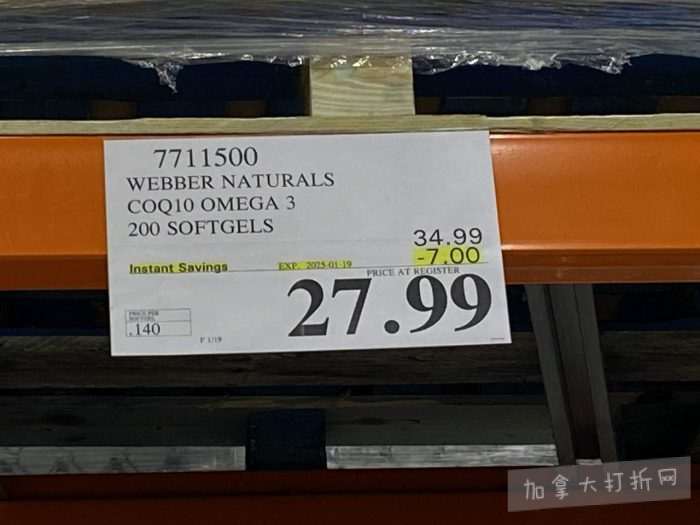 7711500
WEBBER NATURALS
COQ10 OMEGA 3
200 SOFTGELS
34.99
Instant Savings EXP. 2025-01-19 -7.00
PRICE AT REGISTER
27.99
PRICE PER
SOFTGEL
.140
P 1/19
加拿大打折网